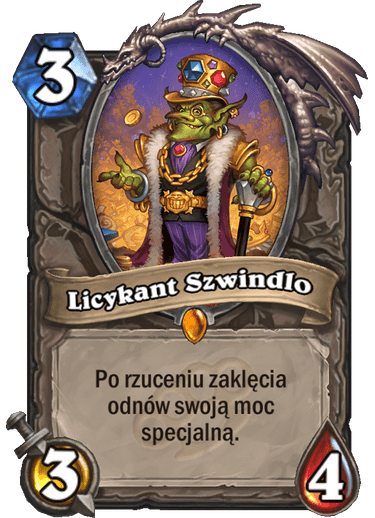 3
Licykant Szwindlo
Po rzuceniu zaklęcia
odnów swoją moc
specjalną.
3
4